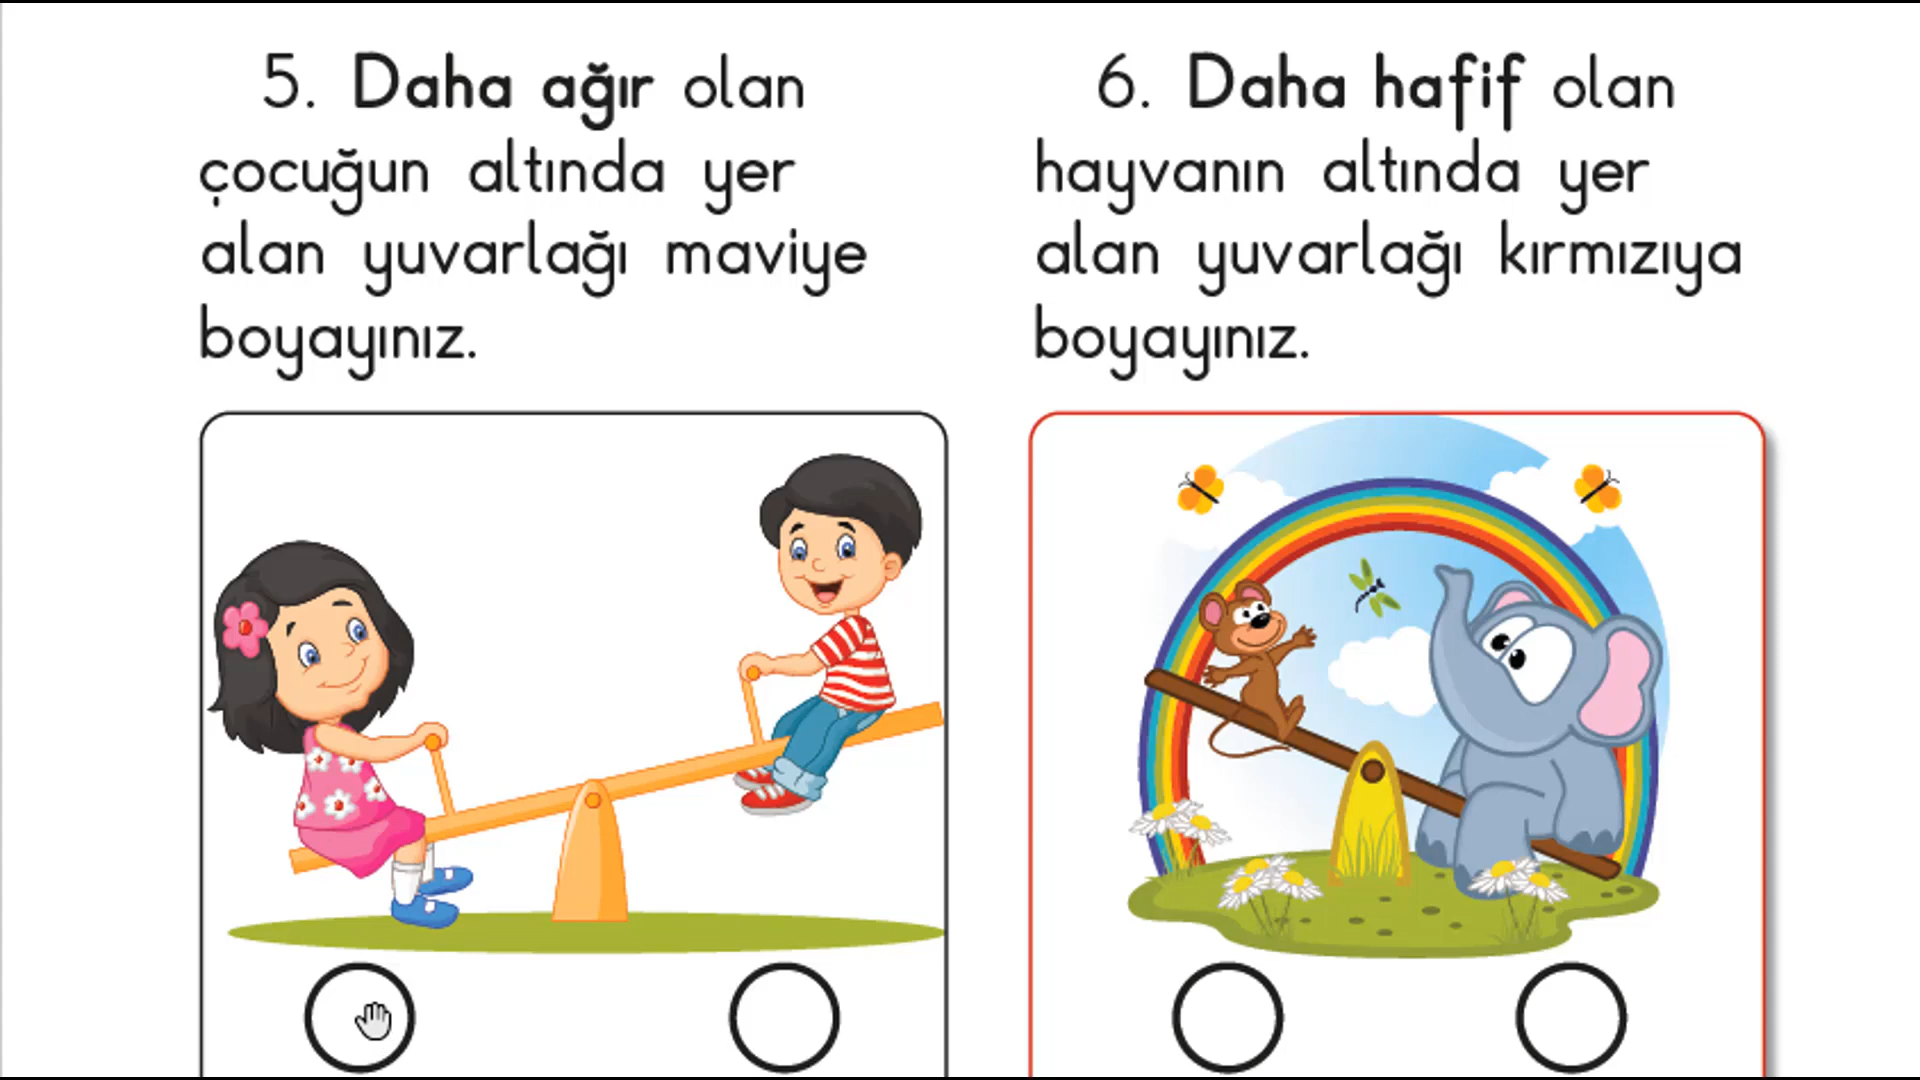 5. Daha ağır olan
çocuğun altında yer
alan yuvarlağı maviye
boyayınız.
6. Daha hafif olan
hayvanın altında yer
alan yuvarlağı kırmızıya
boyayınız.